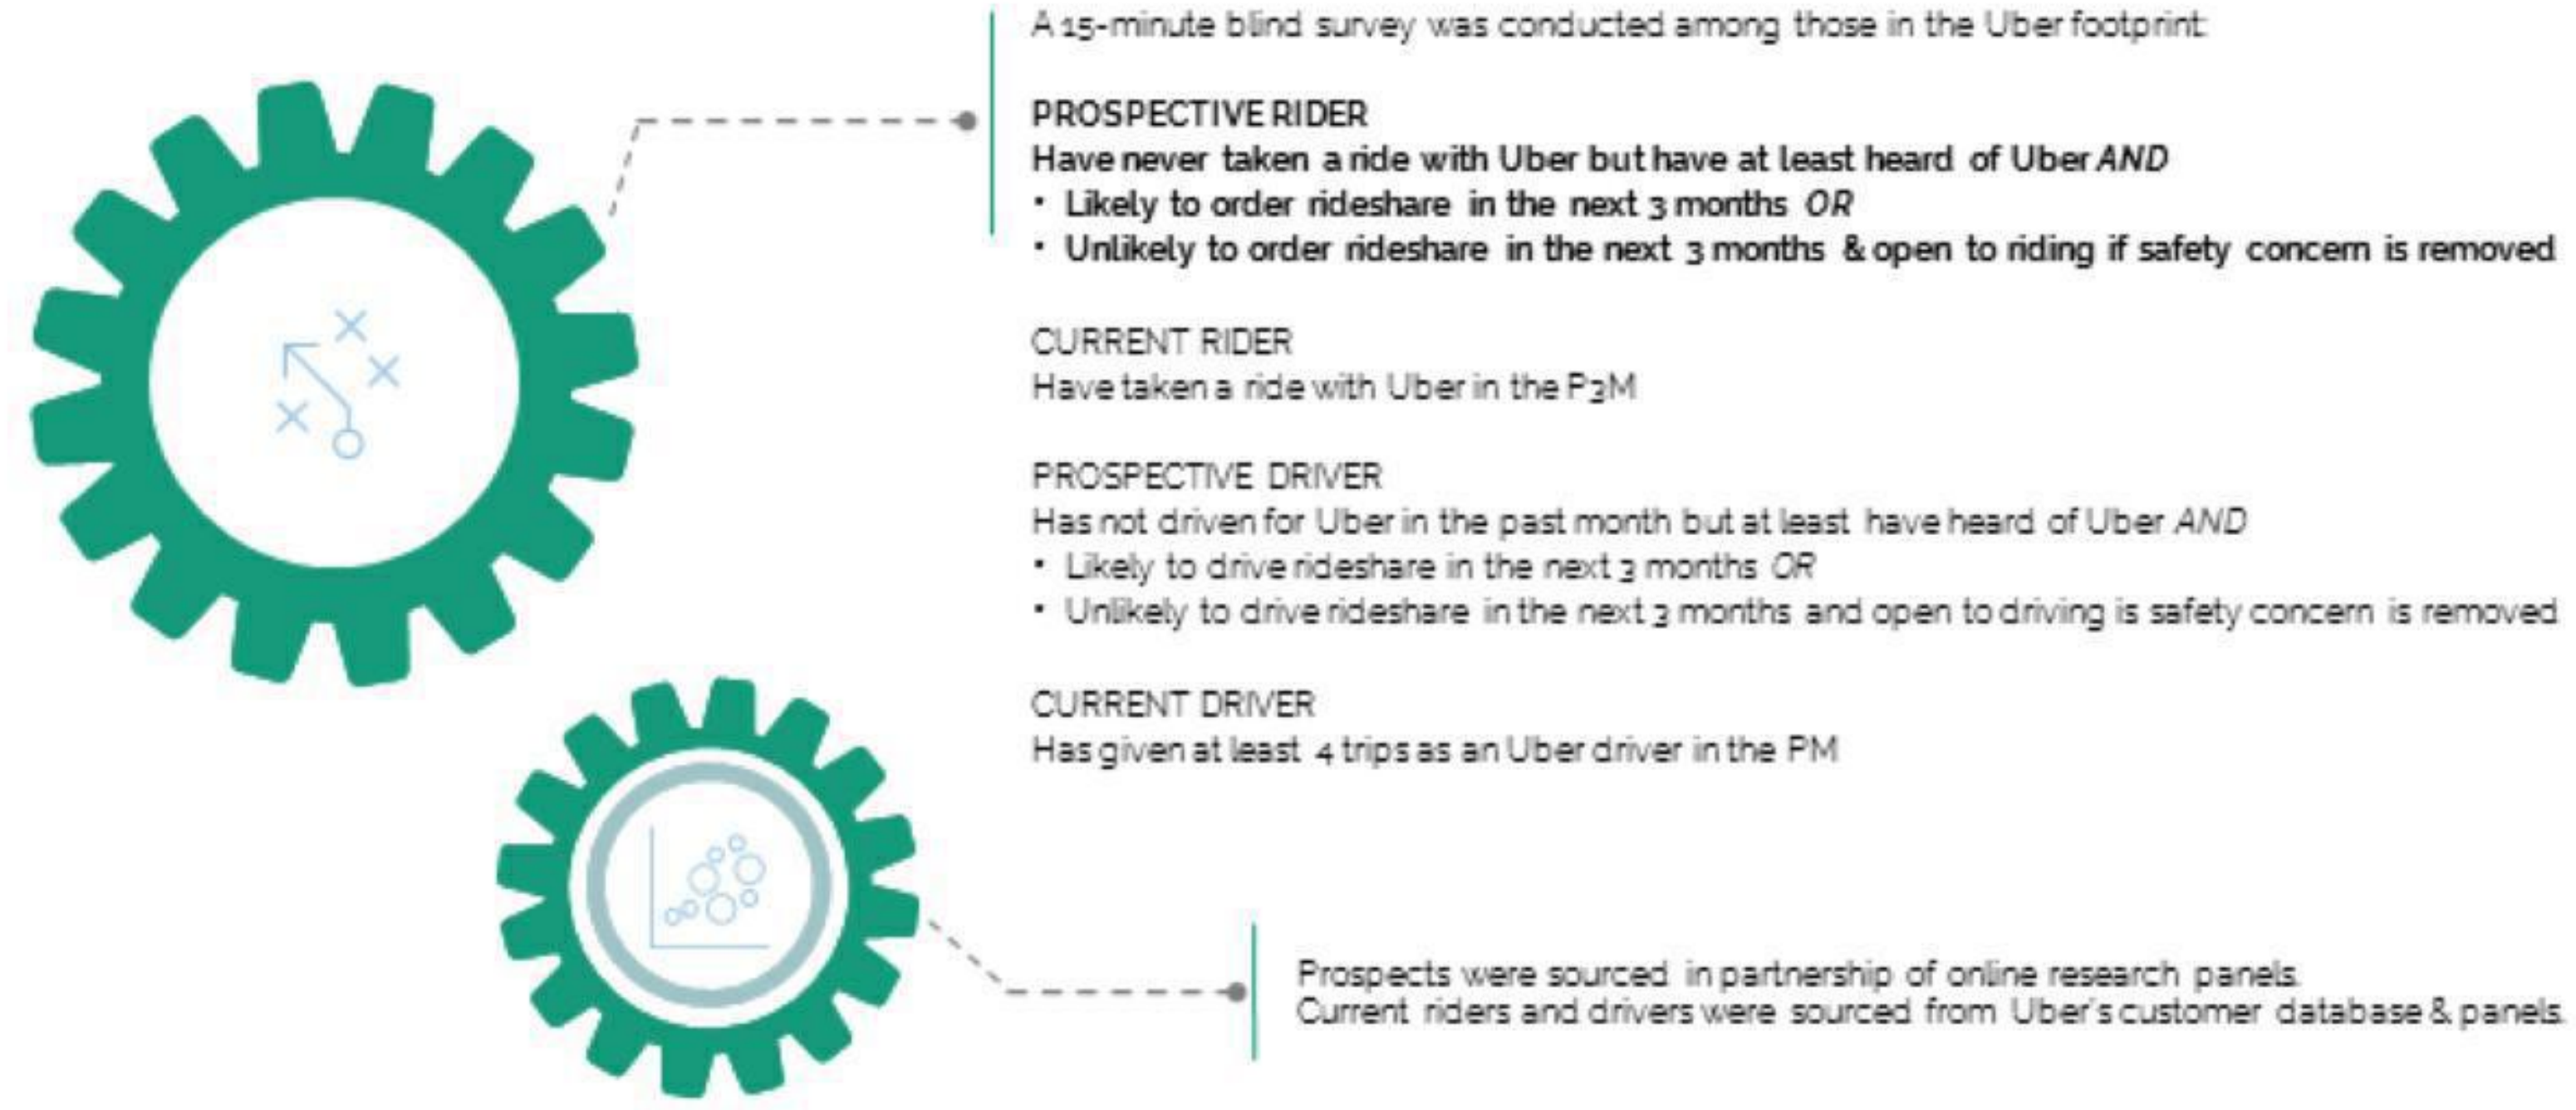 A 15-minute blind survey was conducted among those in the Uber footprint:
PROSPECTIVE RIDER
Have never taken a ride with Uber but have at least heard of Uber AND
• Likely to order rideshare in the next 3 months OR
• Unlikely to order rideshare in the next 3 months & open to riding if safety concern is removed
CURRENT RIDER
Have taken a ride with Uber in the P3M
PROSPECTIVE DRIVER
Has not driven for Uber in the past month but at least have heard of Uber AND
• Likely to drive rideshare in the next 3 months OR
• Unlikely to drive rideshare in the next 3 months and open to driving is safety concern is removed
CURRENT DRIVER
Has given at least 4 trips as an Uber driver in the PM
Prospects were sourced in partnership of online research panels.
Current riders and drivers were sourced from Uber's customer database & panels.